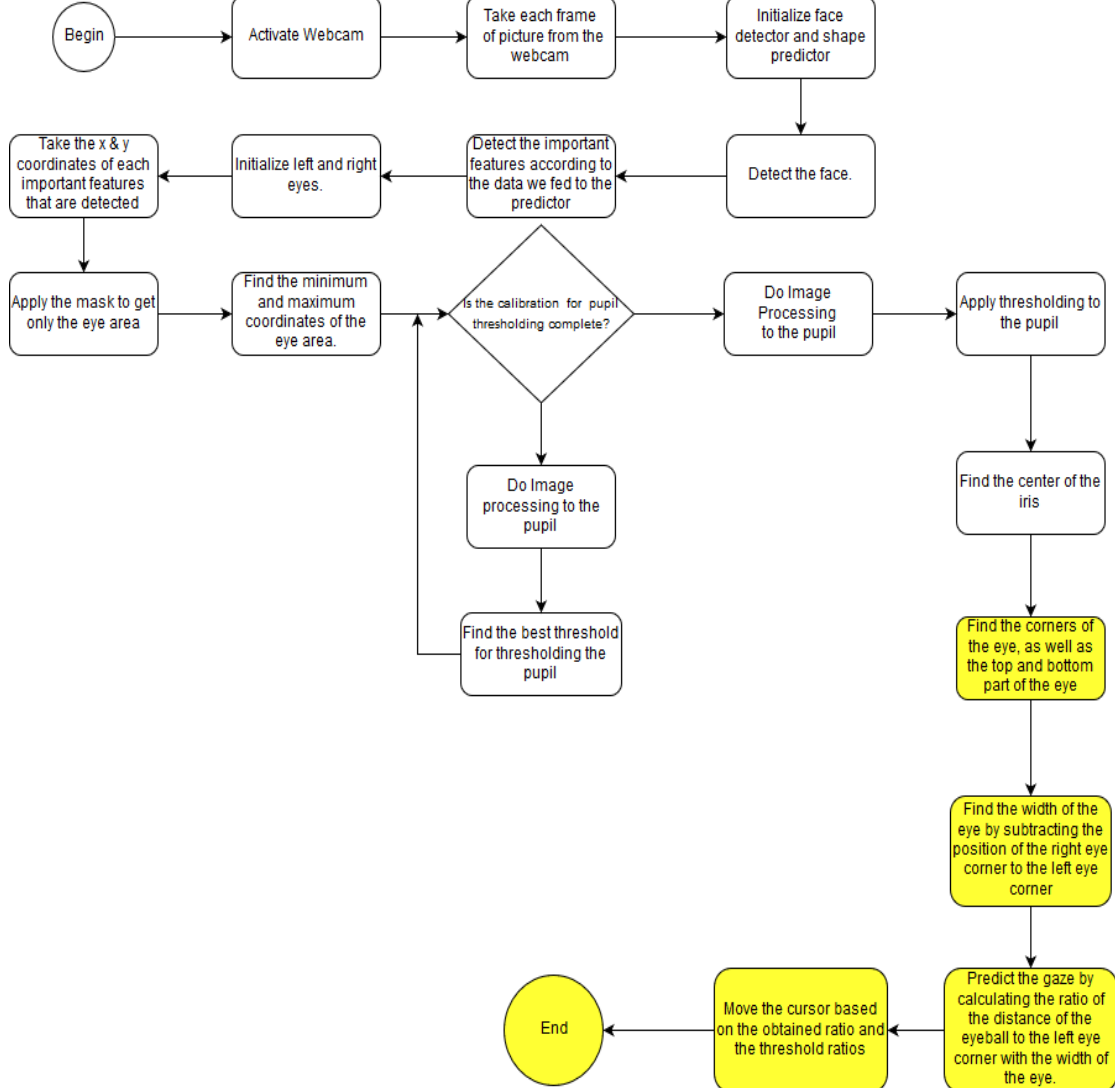 Begin
Activate Webcam
Take each frame
of picture from the
webcam
Initialize face
detector and shape
predictor
Detect the face.
Detect the important
features according to
the data we fed to the
predictor
Initialize left and right
eyes.
Take the x & y
coordinates of each
important features
that are detected
Apply the mask to get
only the eye area
Find the minimum
and maximum
coordinates of the
eye area.
Is the calibration for pupil
thresholding complete?
Do Image
processing to the
pupil
Find the best threshold
for thresholding the
pupil
Do Image
Processing
to the pupil
Apply thresholding to
the pupil
Find the center of the
iris
Find the corners of
the eye, as well as
the top and bottom
part of the eye
Find the width of the
eye by subtracting the
position of the right eye
corner to the left eye
corner
Predict the gaze by
calculating the ratio of
the distance of the
eyeball to the left eye
corner with the width of
the eye.
Move the cursor based
on the obtained ratio and
the threshold ratios
End